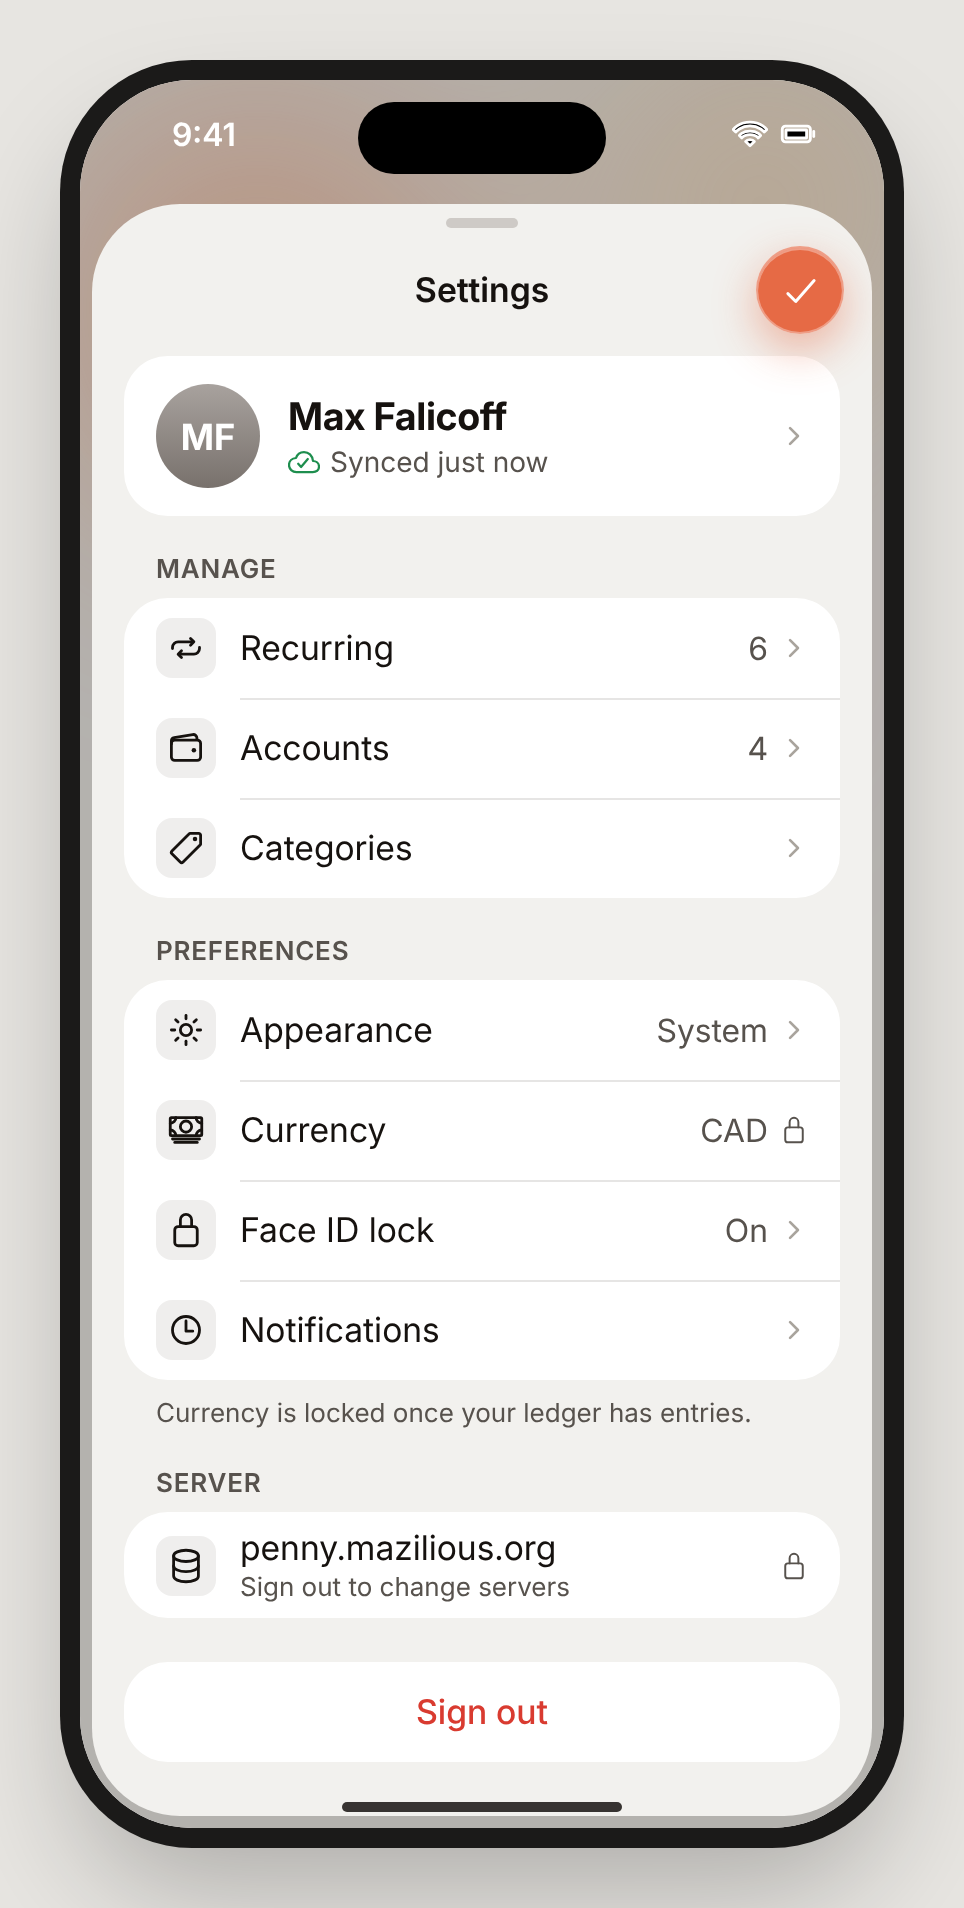 9:41
Settings
MF
Max Falicoff
Synced just now
MANAGE
Recurring 6
Accounts 4
Categories
PREFERENCES
Appearance System
Currency CAD
Face ID lock On
Notifications
Currency is locked once your ledger has entries.
SERVER
penny.mazilious.org
Sign out to change servers
Sign out